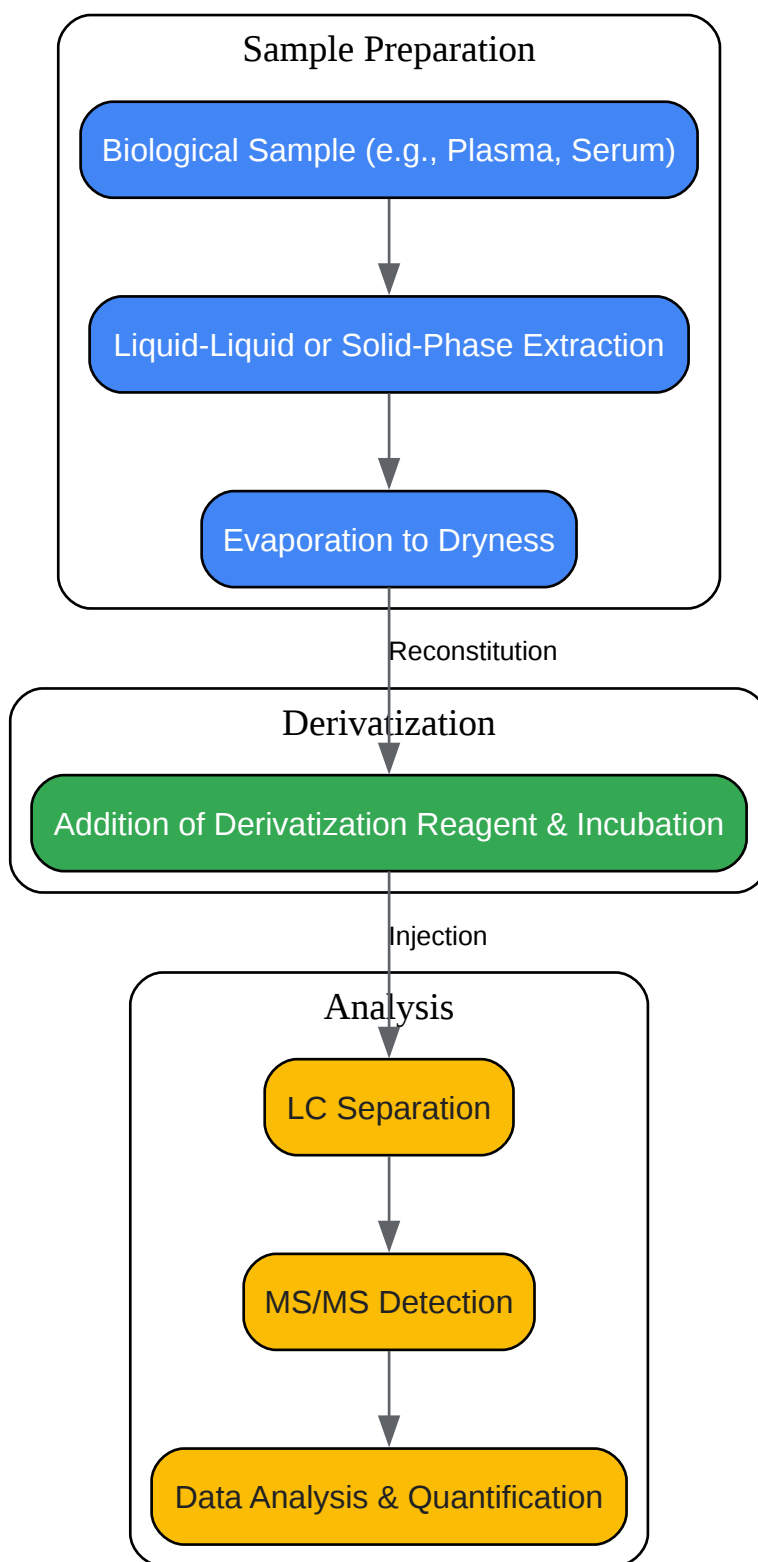 Sample Preparation
Biological Sample (e.g., Plasma, Serum)
Liquid-Liquid or Solid-Phase Extraction
Evaporation to Dryness
Reconstitution
Derivatization
Addition of Derivatization Reagent & Incubation
Injection
Analysis
LC Separation
MS/MS Detection
Data Analysis & Quantification